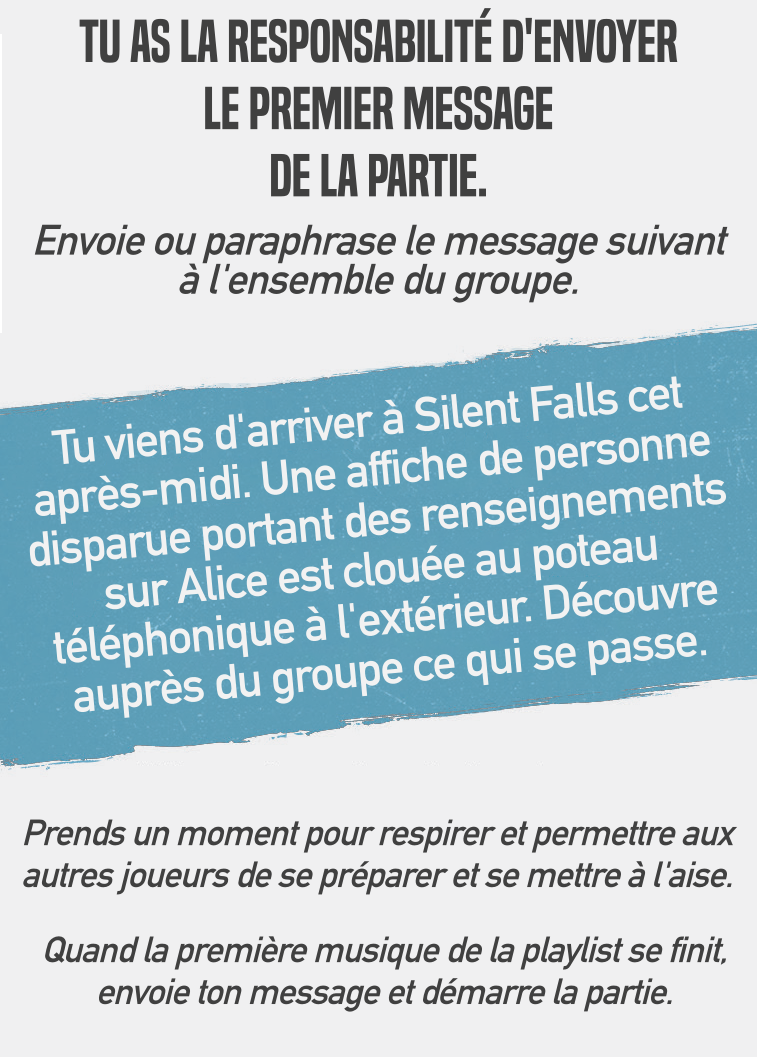 TU AS LA RESPONSABILITÉ D'ENVOYER
LE PREMIER MESSAGE
DE LA PARTIE.
Envoie ou paraphrase le message suivant
à l'ensemble du groupe.
Tu viens d'arriver à Silent Falls cet
après-midi. Une affiche de personne
disparue portant des renseignements
sur Alice est clouée au poteau
téléphonique à l'extérieur. Découvre
auprès du groupe ce qui se passe.
Prends un moment pour respirer et permettre aux
autres joueurs de se préparer et se mettre à l'aise.
Quand la première musique de la playlist se finit,
envoie ton message et démarre la partie.